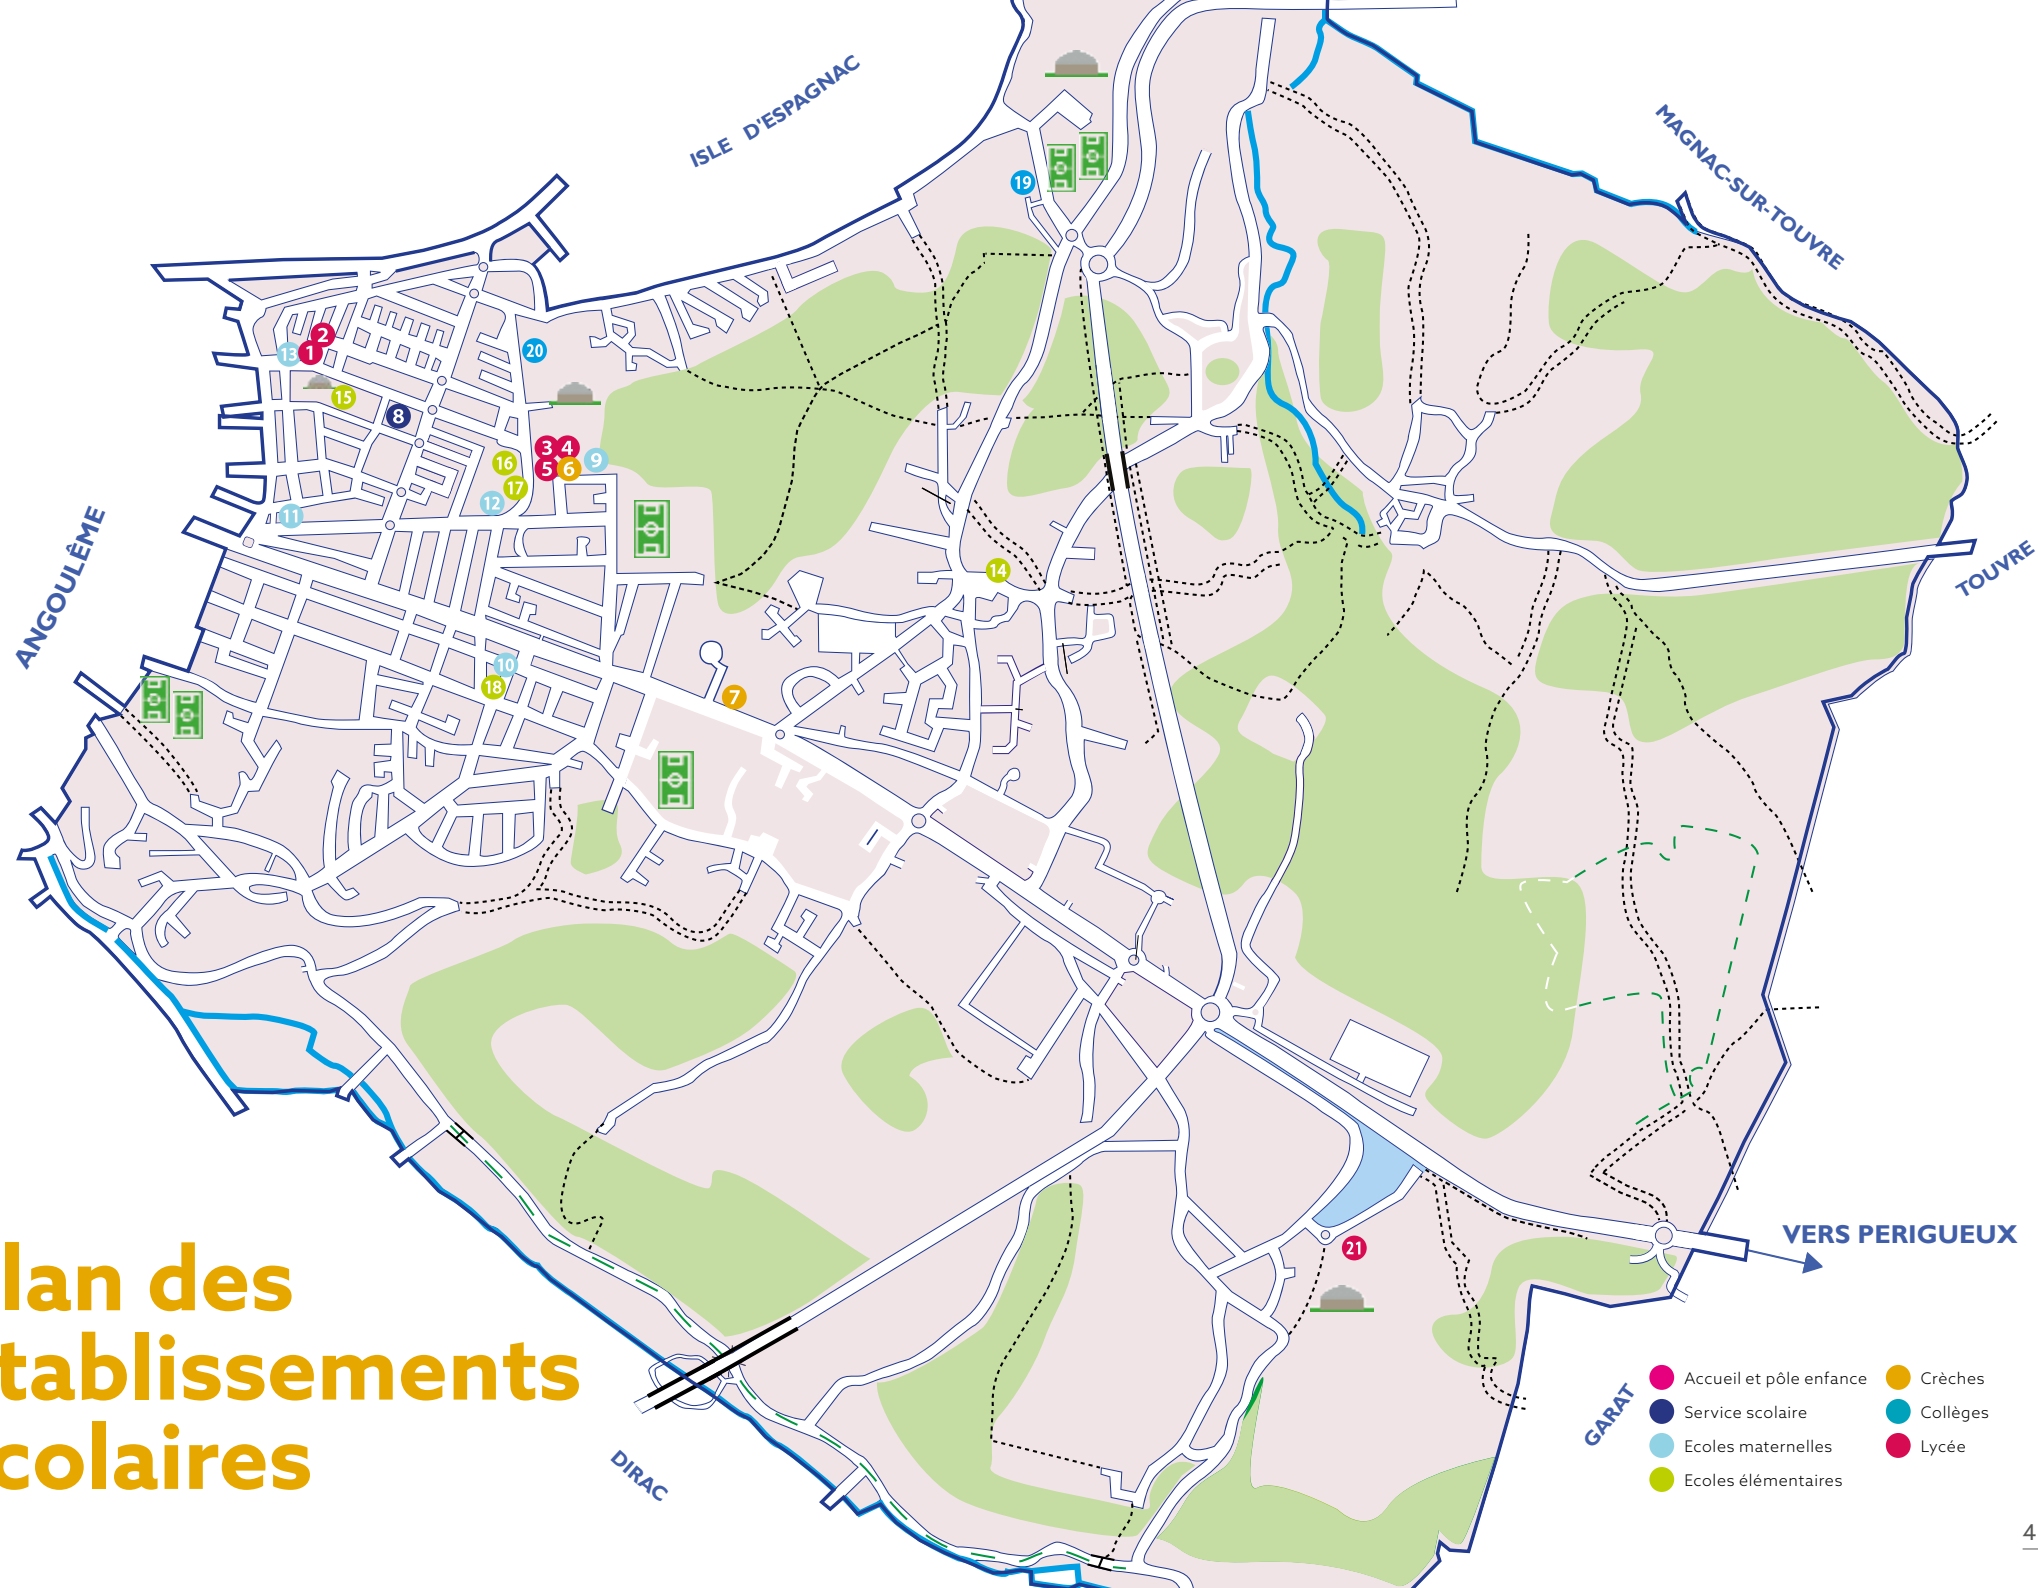 ISLE D'ESPAGNAC
MAGNAC-SUR-TOUVRE
19
2
13
1
20
15
8
3
4
16
5
6
9
17
12
11
ANGOULÊME
14
TOUVRE
10
18
7
VERS PERIGUEUX
21
lan des
tablissements
colaires
DIRAC
GARAT
Accueil et pôle enfance
Service scolaire
Ecoles maternelles
Ecoles élémentaires
Crèches
Collèges
Lycée
4